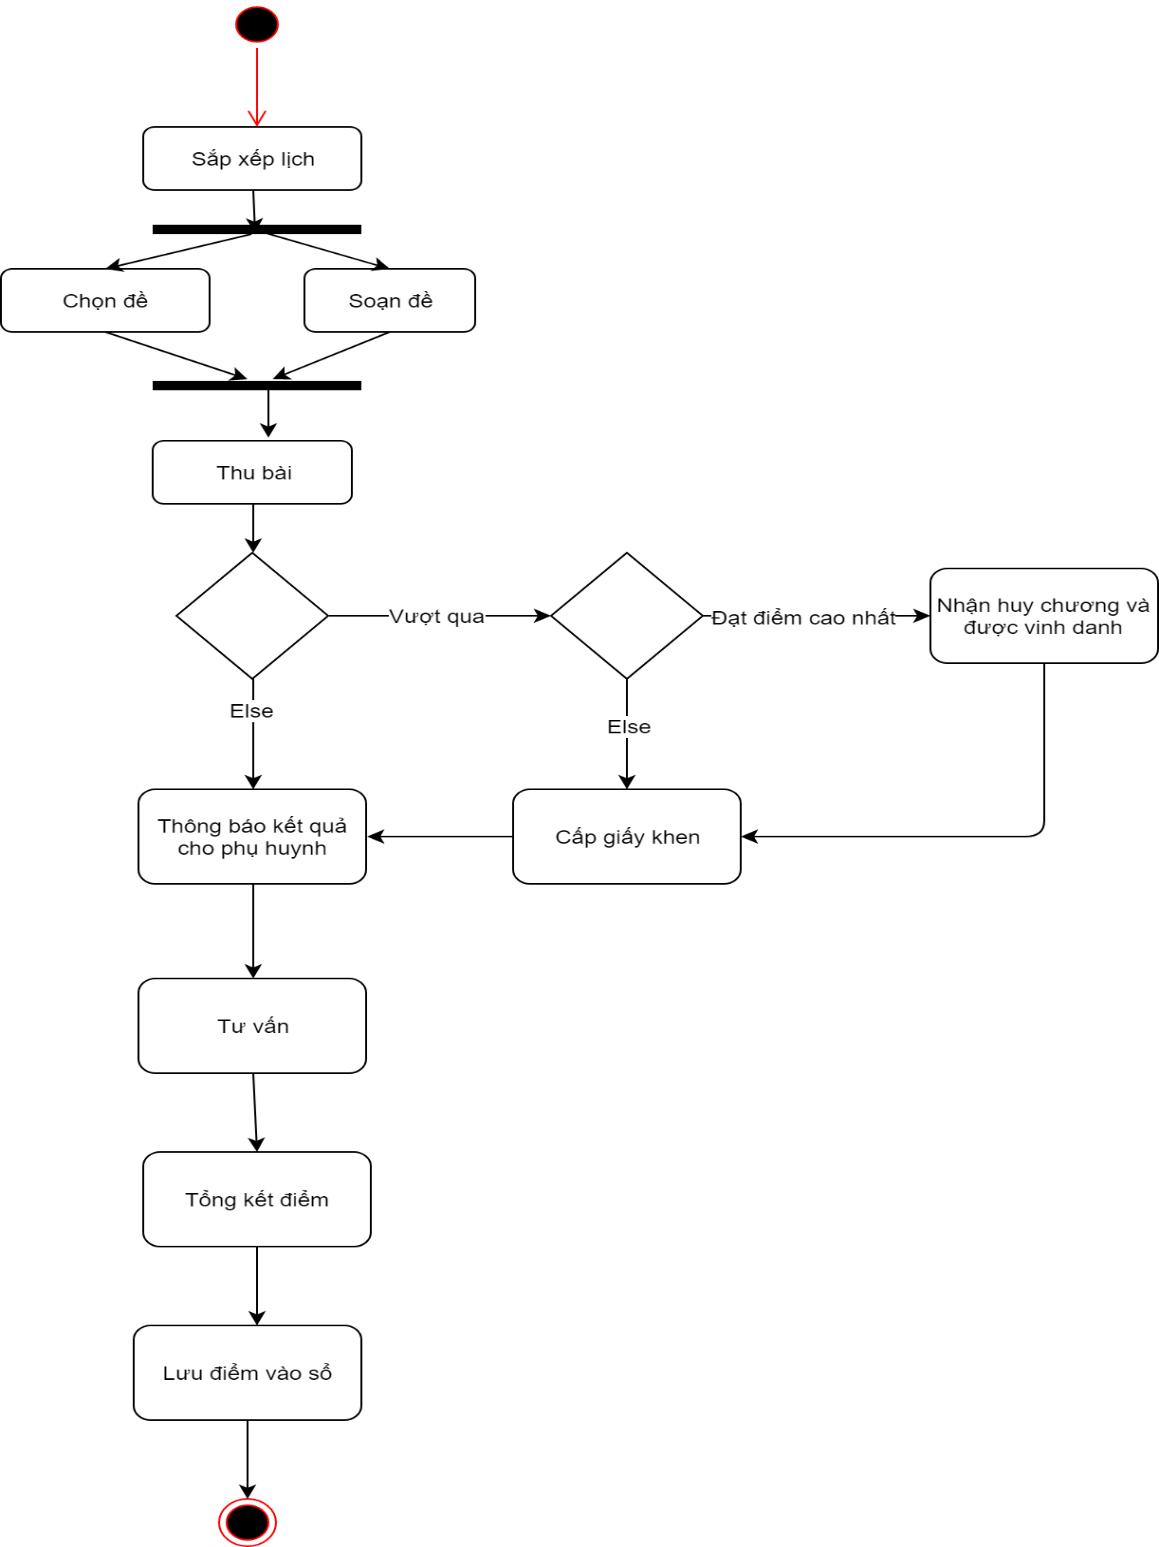 Sắp xếp lịch
Chọn đề
Soạn đề
Thu bài
Vượt qua
Đạt điểm cao nhất
Nhận huy chương và
được vinh danh
Else
Else
Thông báo kết quả
cho phụ huynh
Cấp giấy khen
Tư vấn
Tổng kết điểm
Lưu điểm vào sổ